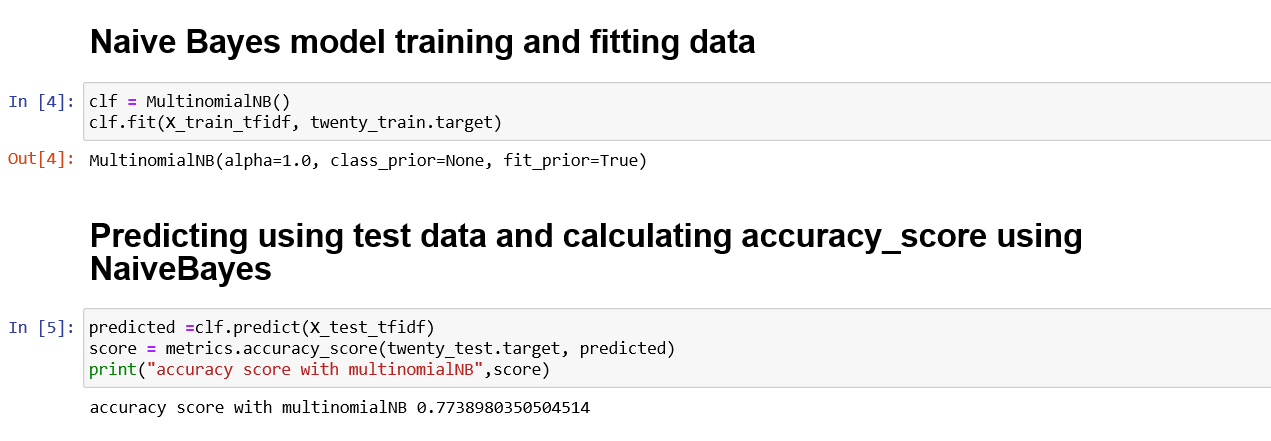 Naive Bayes model training and fitting data
In [4]: clf = MultinomialNB()
clf.fit(X_train_tfidf, twenty_train.target)
Out[4]: MultinomialNB(alpha=1.0, class_prior=None, fit_prior=True)
Predicting using test data and calculating accuracy_score using
NaiveBayes
In [5]: predicted =clf.predict(X_test_tfidf)
score = metrics.accuracy_score(twenty_test.target, predicted)
print("accuracy score with multinomialNB",score)
accuracy score with multinomialNB 0.7738980350504514